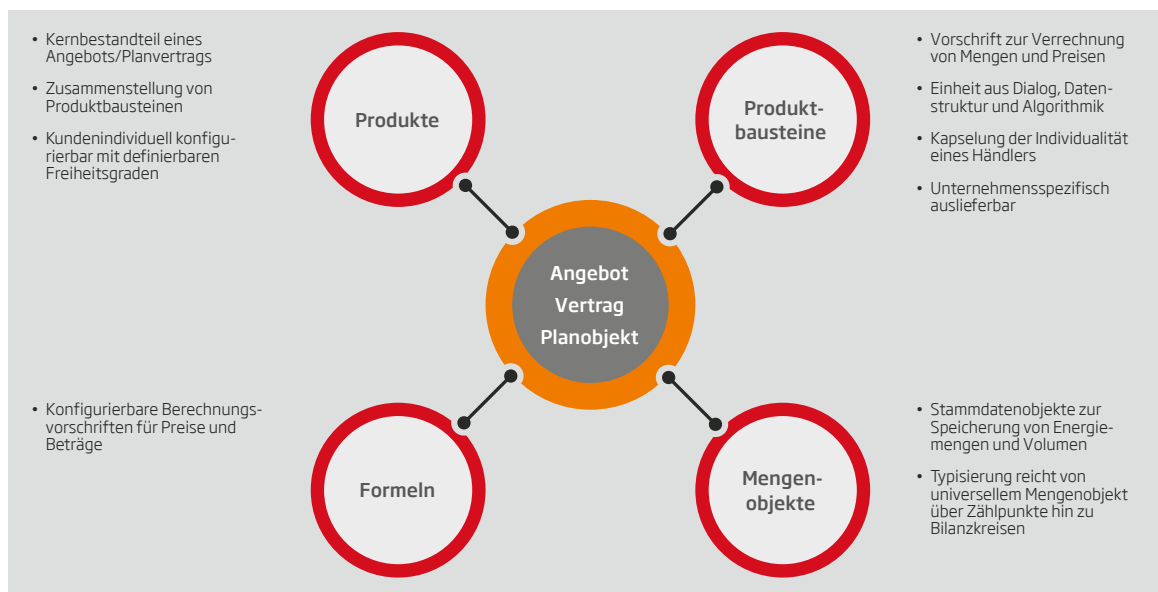 • Kernbestandteil eines
Angebots/Planvertrags
• Zusammenstellung von
Produktbausteinen
• Kundenindividuell konfigu-
rierbar mit definierbaren
Freiheitsgraden
Produkte
Produkt-
bausteine
• Vorschrift zur Verrechnung
von Mengen und Preisen
• Einheit aus Dialog, Daten-
struktur und Algorithmik
• Kapselung der Individualität
eines Händlers
• Unternehmensspezifisch
auslieferbar
Angebot
Vertrag
Planobjekt
• Konfigurierbare Berechnungs-
vorschriften für Preise und
Beträge
Formeln
Mengen-
objekte
• Stammdatenobjekte zur
Speicherung von Energie-
mengen und Volumen
• Typisierung reicht von
universellem Mengenobjekt
über Zählpunkte hin zu
Bilanzkreisen